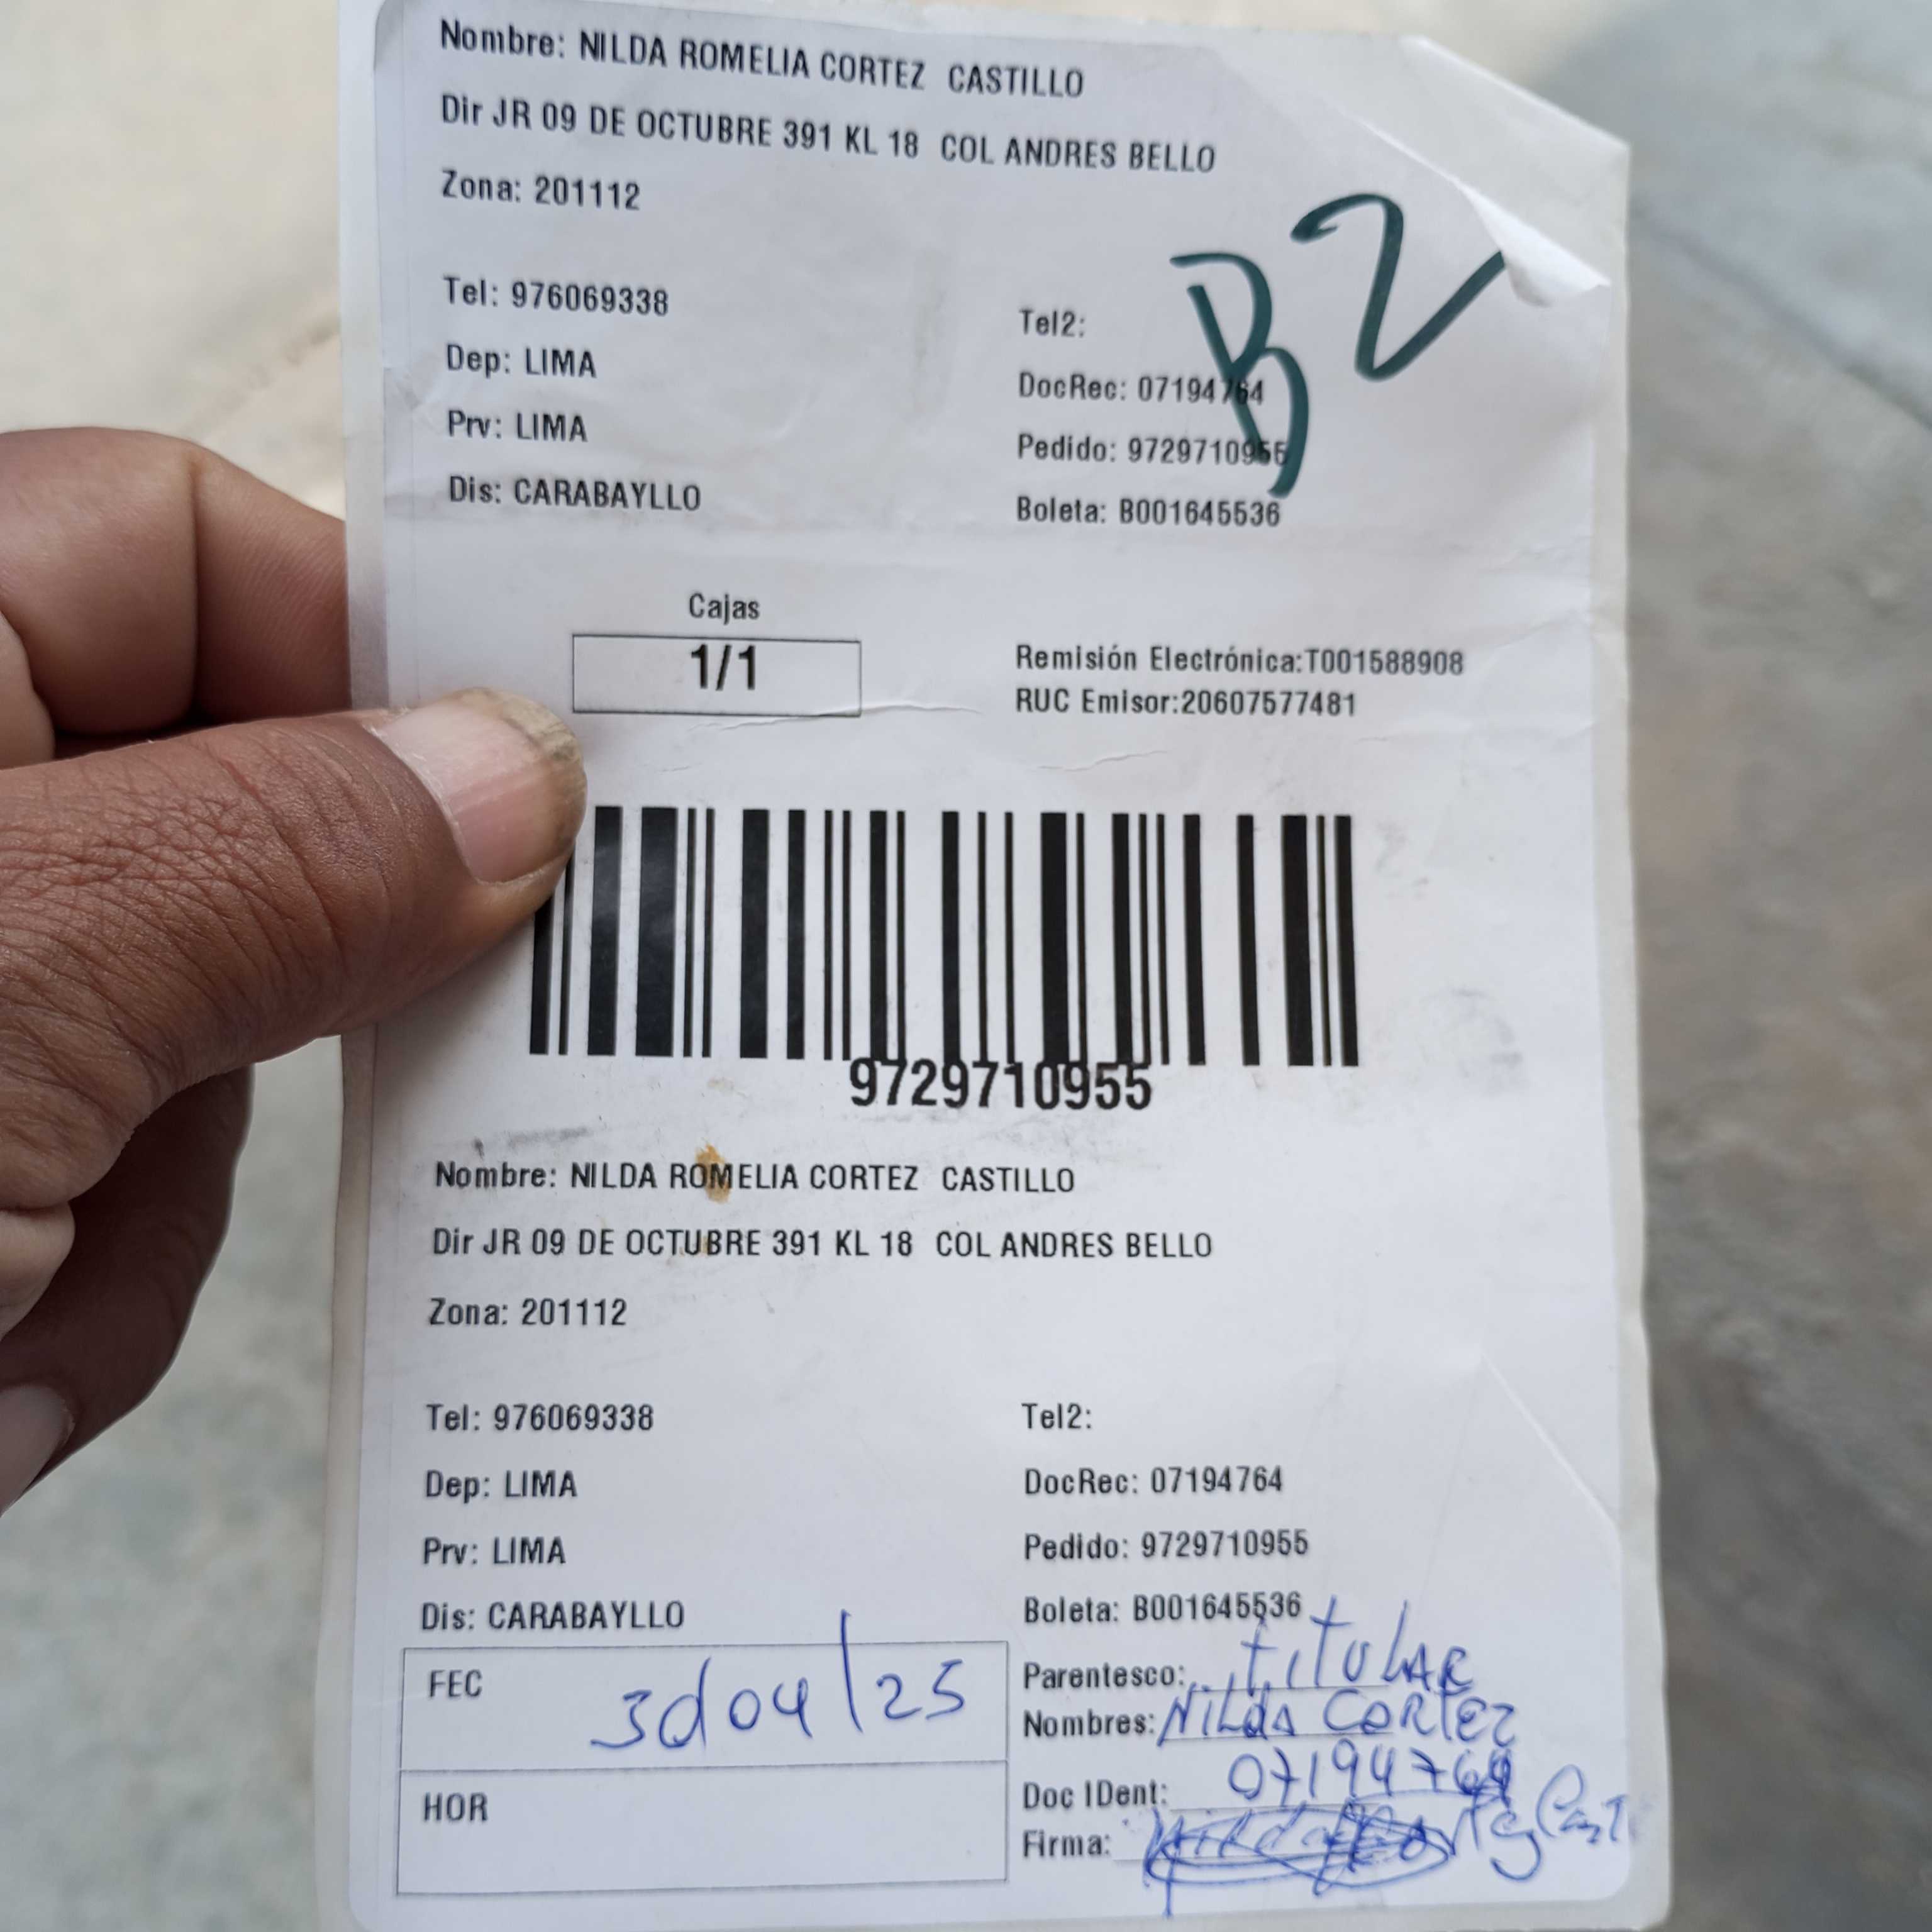 Nombre: NILDA ROMELIA CORTEZ CASTILLO
Dir JR 09 DE OCTUBRE 391 KL 18 COL ANDRES BELLO
Zona: 201112
B2
Tel: 976069338 Tel2:
Dep: LIMA DocRec: 07194764
Prv: LIMA Pedido: 9729710955
Dis: CARABAYLLO Boleta: B001645536
Cajas
1/1
Remisión Electrónica:T001588908
RUC Emisor:20607577481
9729710955
Nombre: NILDA ROMELIA CORTEZ CASTILLO
Dir JR 09 DE OCTUBRE 391 KL 18 COL ANDRES BELLO
Zona: 201112
Tel: 976069338 Tel2:
Dep: LIMA DocRec: 07194764
Prv: LIMA Pedido: 9729710955
Dis: CARABAYLLO Boleta: B001645536
FEC 30/04/25
HOR
Parentesco: TITULAR
Nombres: NILDA CORTEZ
Doc IDent: 07194764
Firma: